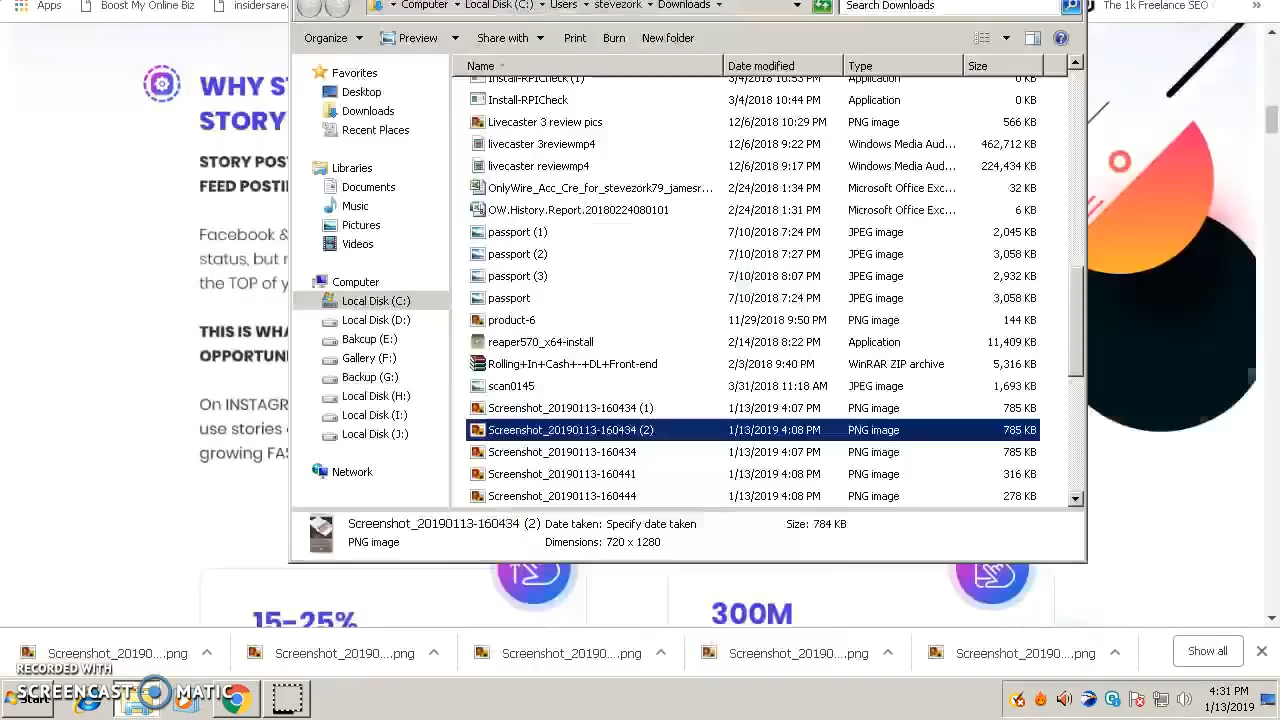 Apps
Boost My Online Biz
insidersare
The 1k Freelance SEO
»
Computer
Local Disk (C:)
Users
stevezork
Downloads
Search Downloads
Organize
Preview
Share with
Print
Burn
New folder
Favorites
Desktop
Downloads
Recent Places
Libraries
Documents
Music
Pictures
Videos
Computer
Local Disk (C:)
Local Disk (D:)
Bakcup (E:)
Gallery (F:)
Backup (G:)
Local Disk (H:)
Local Disk (I:)
Local Disk (J:)
Network
Name Date modified Type Size
Install-RPICheck (1) 3/4/2018 10:53 PM Application 0 KB
Install-RPICheck 3/4/2018 10:44 PM Application 0 KB
Livecaster 3 review pics 12/6/2018 10:29 PM PNG image 566 KB
livecaster 3reviewmp4 12/6/2018 9:22 PM Windows Media Aud... 462,712 KB
livecaster reviewmp4 12/6/2018 9:17 PM Windows Media Aud... 224,439 KB
OnlyWire_Acc_Cre_for_stevezork79_jamesr... 2/24/2018 1:34 PM Microsoft Office Exc... 32 KB
OW.History.Report.20180224080101 2/24/2018 1:31 PM Microsoft Office Exc... 6 KB
passport (1) 7/10/2018 7:24 PM JPEG image 2,045 KB
passport (2) 7/10/2018 7:27 PM JPEG image 3,058 KB
passport (3) 7/10/2018 8:07 PM JPEG image KB
passport 7/10/2018 7:24 PM JPEG image 3,058 KB
product-6 11/29/2018 9:50 PM PNG image 144 KB
reaper570_x64-install 2/14/2018 8:22 PM Application 11,409 KB
Rolling+In+Cash+-+DL+Front-end 2/3/2018 9:40 PM WinRAR ZIP archive 5,316 KB
scan0145 3/31/2018 11:18 AM JPEG image 1,693 KB
Screenshot_20190113-160434 (1) 1/13/2019 4:07 PM PNG image 785 KB
Screenshot_20190113-160434 (2) 1/13/2019 4:08 PM PNG image 785 KB
Screenshot_20190113-160434 1/13/2019 4:07 PM PNG image 785 KB
Screenshot_20190113-160441 1/13/2019 4:08 PM PNG image 316 KB
Screenshot_20190113-160444 1/13/2019 4:08 PM PNG image 278 KB
Screenshot_20190113-160434 (2) Date taken: Specify date taken Size: 784 KB
PNG image Dimensions: 720 x 1280
WHY ST
STORY
STORY POS
FEED POSTI
Facebook &
status, but
the TOP of y
THIS IS WHA
OPPORTUN
On INSTAGR
use stories
growing FAS
15-25%
300M
Screenshot_20190....png
Screenshot_20190....png
Screenshot_20190....png
Screenshot_20190....png
Screenshot_20190....png
Show all
RECORDED WITH
SCREENCAST MATIC
Start
4:31 PM
1/13/2019